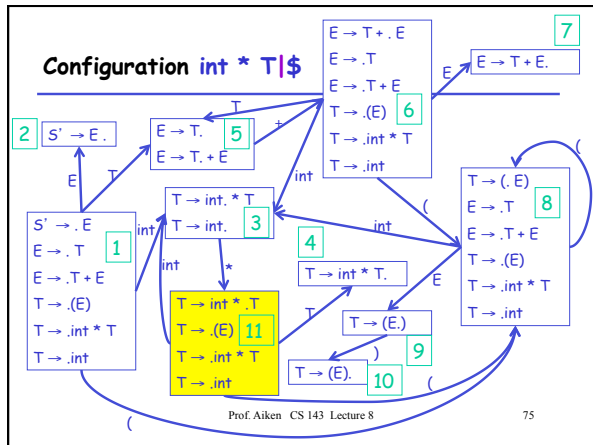 Configuration int * T|$
E → T + . E
E → .T
E → .T + E
T → .(E)
T → .int * T
T → .int
6
7
E → T + E.
E
2
S' → E .
E → T.
E → T. + E
5
T
+
E
T
int
(
(
S' → . E
E → . T
E → .T + E
T → .(E)
T → .int * T
T → .int
1
int
T → int. * T
T → int.
3
int
int
*
4
T → int * T.
T
T → int * .T
T → .(E)
T → .int * T
T → .int
11
T → (. E)
E → .T
E → .T + E
T → .(E)
T → .int * T
T → .int
8
E
T → (E.)
9
)
T → (E).
10
(
(
Prof. Aiken CS 143 Lecture 8
75